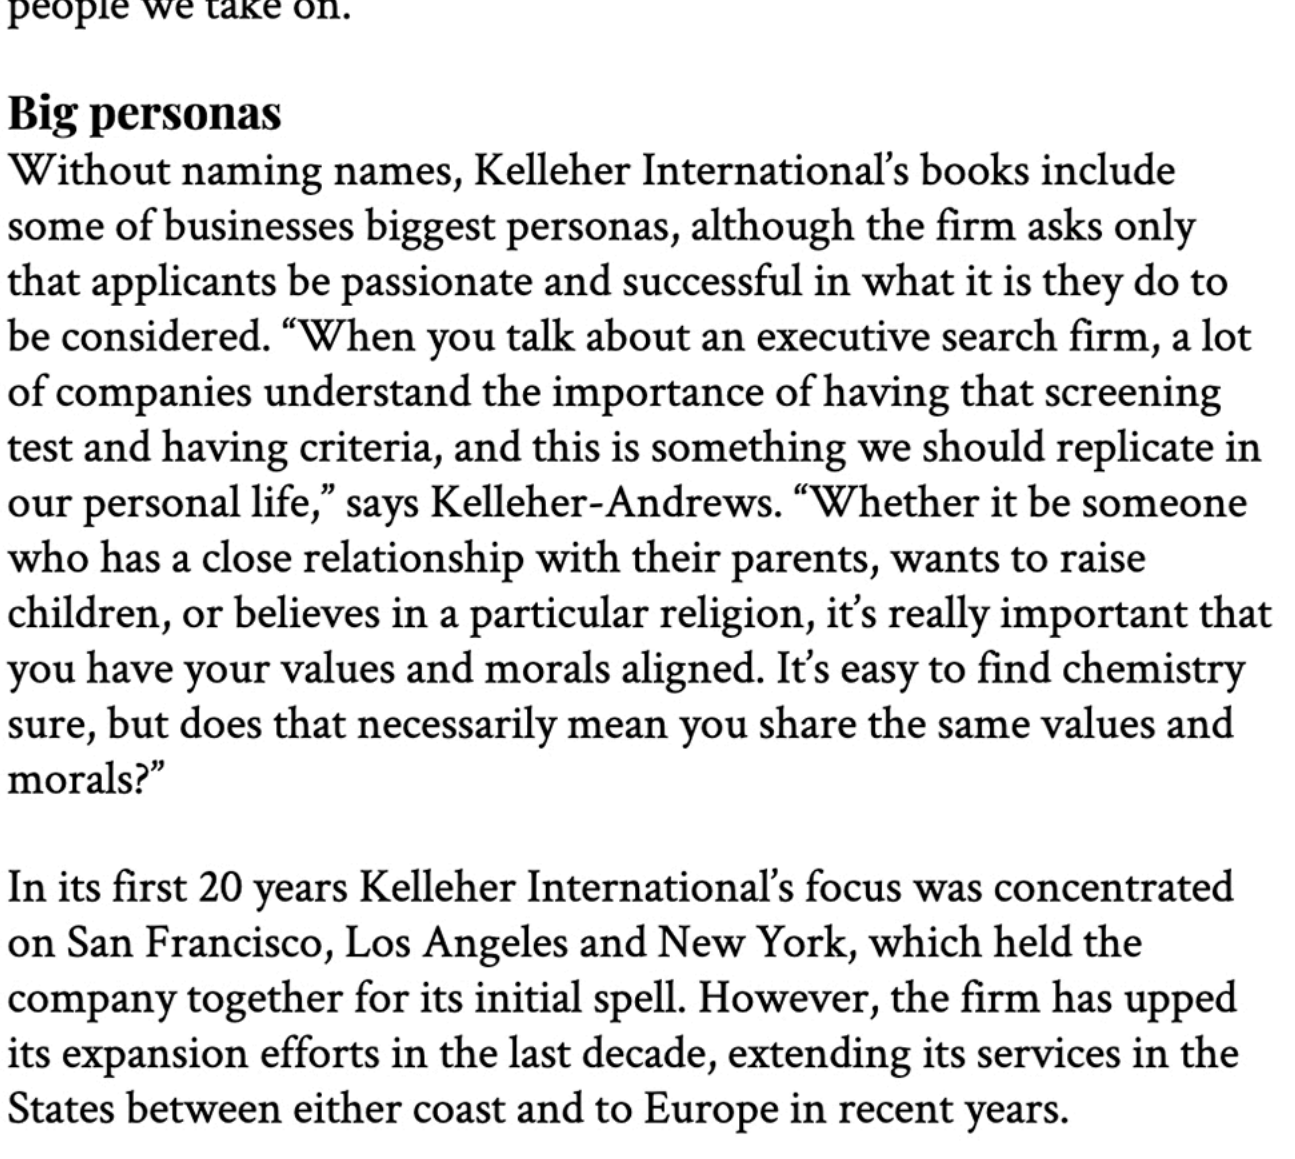 people we take on.
Big personas
Without naming names, Kelleher International’s books include
some of businesses biggest personas, although the firm asks only
that applicants be passionate and successful in what it is they do to
be considered. “When you talk about an executive search firm, a lot
of companies understand the importance of having that screening
test and having criteria, and this is something we should replicate in
our personal life,” says Kelleher-Andrews. “Whether it be someone
who has a close relationship with their parents, wants to raise
children, or believes in a particular religion, it’s really important that
you have your values and morals aligned. It’s easy to find chemistry
sure, but does that necessarily mean you share the same values and
morals?”
In its first 20 years Kelleher International’s focus was concentrated
on San Francisco, Los Angeles and New York, which held the
company together for its initial spell. However, the firm has upped
its expansion efforts in the last decade, extending its services in the
States between either coast and to Europe in recent years.